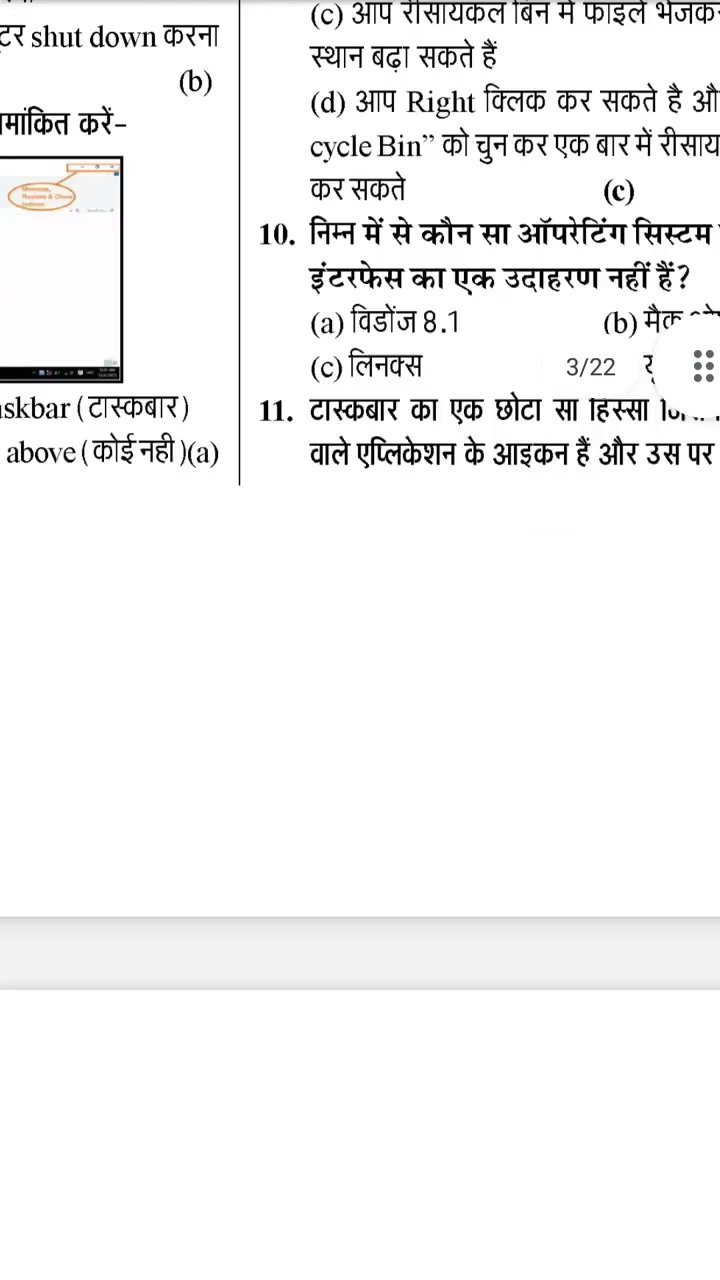 टर shut down करना
(b)
मांकित करें-
skbar (टास्कबार)
above (कोई नही)(a)
(c) आप रीसायकल बिन में फाइलें भेजकर
स्थान बढ़ा सकते हैं
(d) आप Right क्लिक कर सकते है औ
cycle Bin” को चुन कर एक बार में रीसाय
कर सकते (c)
10. निम्न में से कौन सा ऑपरेटिंग सिस्टम
इंटरफेस का एक उदाहरण नहीं हैं?
(a) विडोंज 8.1 (b)
(c) लिनक्स
3/22
11. टास्कबार का एक छोटा सा हिस्सा
वाले एप्लिकेशन के आइकन हैं और उस पर